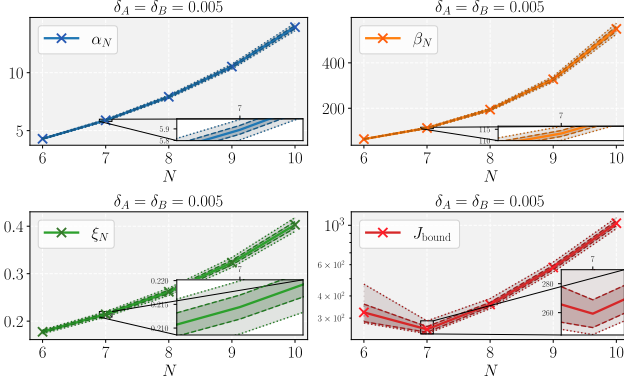 δ_A = δ_B = 0.005
α_N
10
5
7
5.9
5.8
6 7 8 9 10
N
δ_A = δ_B = 0.005
β_N
400
200
7
115
110
6 7 8 9 10
N
δ_A = δ_B = 0.005
ξ_N
0.4
0.3
0.2
7
0.220
0.215
0.210
6 7 8 9 10
N
δ_A = δ_B = 0.005
J_bound
10^3
6 × 10^2
4 × 10^2
3 × 10^2
7
280
260
6 7 8 9 10
N